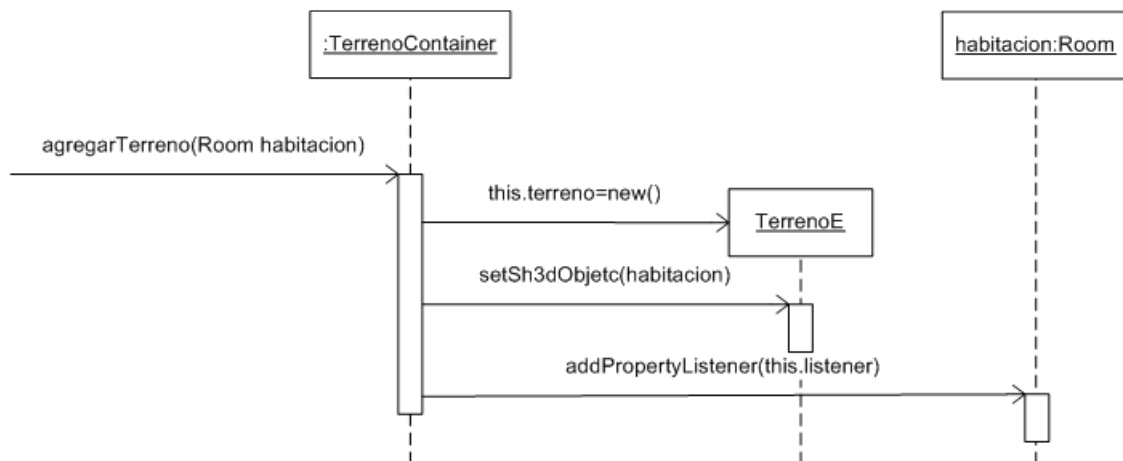 :TerrenoContainer
habitacion:Room
agregarTerreno(Room habitacion)
this.terreno=new()
TerrenoE
setSh3dObjetc(habitacion)
addPropertyListener(this.listener)